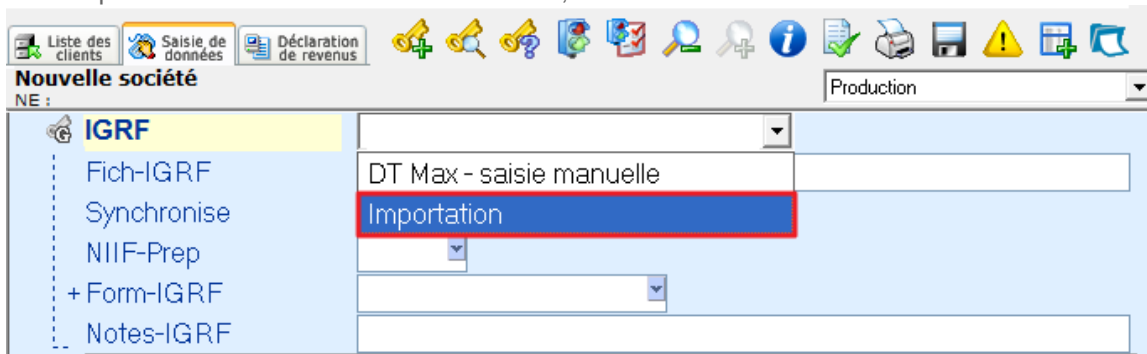 Liste des clients
Saisie de données
Déclaration de revenus
Nouvelle société
NE :
Production
IGRF
Fich-IGRF
DT Max - saisie manuelle
Synchronise
Importation
NIIF-Prep
+ Form-IGRF
Notes-IGRF